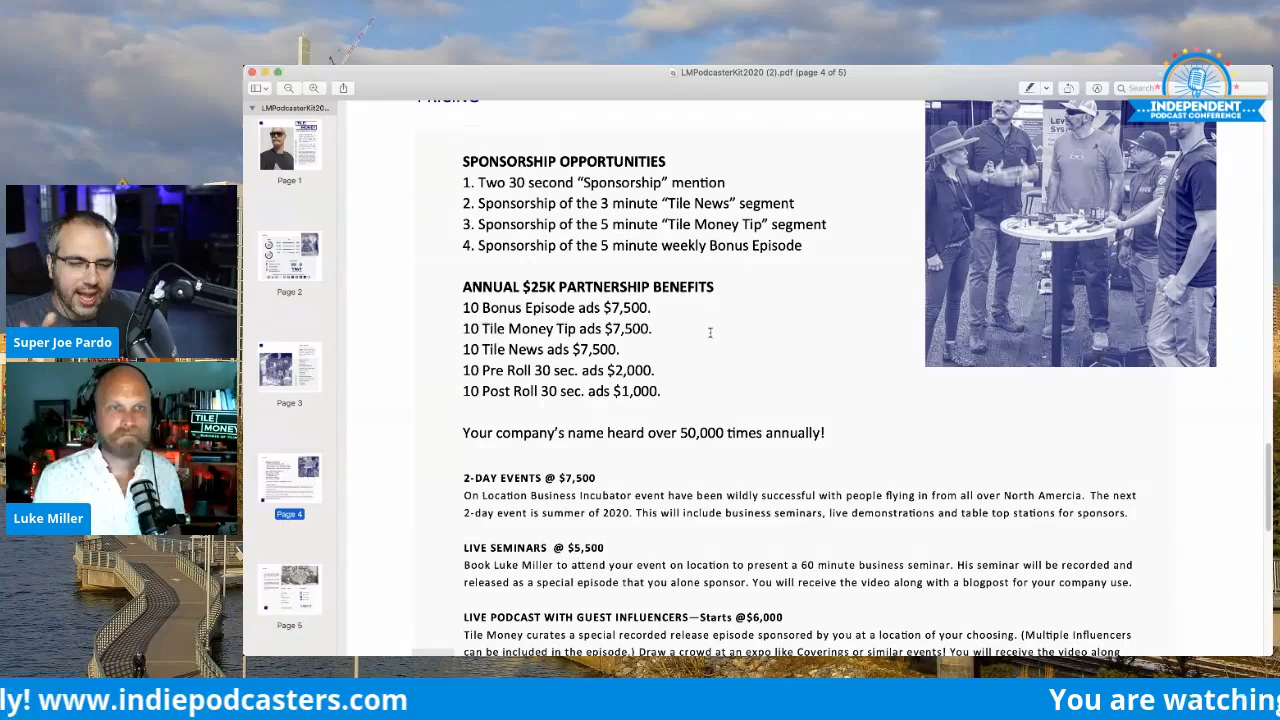 LMPodcasterKit2020 (2).pdf (page 4 of 5)
Search
INDEPENDENT
PODCAST CONFERENCE
LMPodcasterKit20...
Page 1
Page 2
Page 3
Page 4
Page 5
PRICING
SPONSORSHIP OPPORTUNITIES
1. Two 30 second “Sponsorship” mention
2. Sponsorship of the 3 minute “Tile News” segment
3. Sponsorship of the 5 minute “Tile Money Tip” segment
4. Sponsorship of the 5 minute weekly Bonus Episode
ANNUAL $25K PARTNERSHIP BENEFITS
10 Bonus Episode ads $7,500.
10 Tile Money Tip ads $7,500.
10 Tile News ads $7,500.
10 Pre Roll 30 sec. ads $2,000.
10 Post Roll 30 sec. ads $1,000.
Your company’s name heard over 50,000 times annually!
2-DAY EVENTS @ $7,500
On Location Business Incubator event have been wildly successful with people flying in from all over North Amercia. The next
2-day event is summer of 2020. This will include business seminars, live demonstrations and table top stations for sponsors.
LIVE SEMINARS @ $5,500
Book Luke Miller to attend your event on location to present a 60 minute business seminar. His seminar will be recorded and
released as a special episode that you alone sponsor. You will receive the video along with a blogpost for your company use.
LIVE PODCAST WITH GUEST INFLUENCERS—Starts @$6,000
Tile Money curates a special recorded release episode sponsored by you at a location of your choosing. (Multiple Influencers
can be included in the episode.) Draw a crowd at an expo like Coverings or similar events! You will receive the video along
Super Joe Pardo
TILE
MONEY
Luke Miller
ly! www.indiepodcasters.com
You are watching